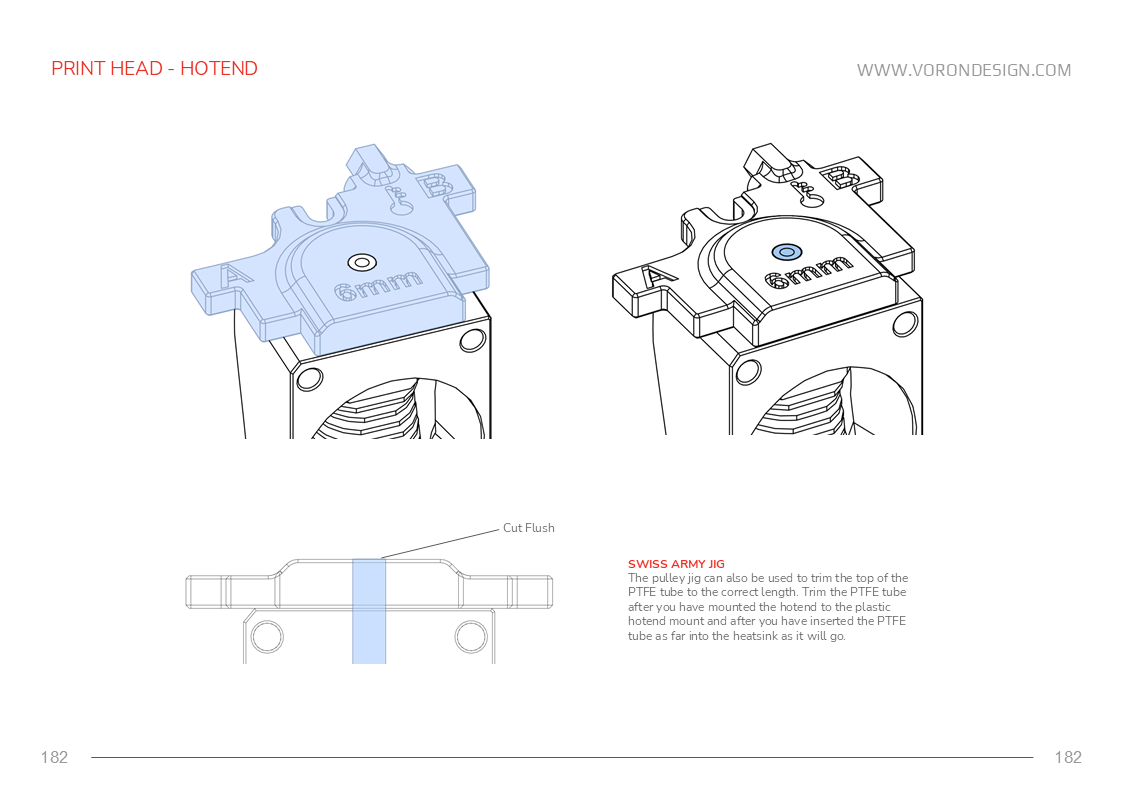 PRINT HEAD - HOTEND
WWW.VORONDESIGN.COM
A
B
6mm
A
B
6mm
Cut Flush
SWISS ARMY JIG
The pulley jig can also be used to trim the top of the
PTFE tube to the correct length. Trim the PTFE tube
after you have mounted the hotend to the plastic
hotend mount and after you have inserted the PTFE
tube as far into the heatsink as it will go.
182
182